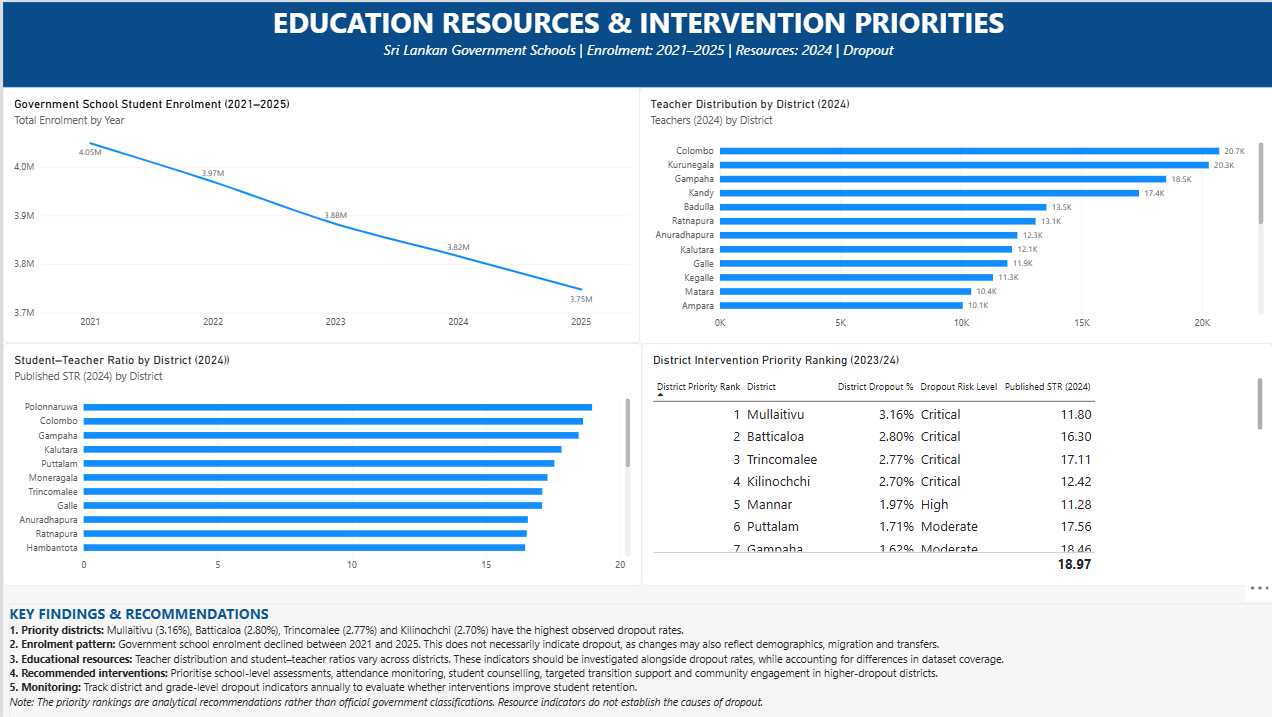 EDUCATION RESOURCES & INTERVENTION PRIORITIES
Sri Lankan Government Schools | Enrolment: 2021–2025 | Resources: 2024 | Dropout
Government School Student Enrolment (2021–2025)
Total Enrolment by Year
4.0M
3.9M
3.8M
3.7M
4.05M
3.97M
3.88M
3.82M
3.75M
2021 2022 2023 2024 2025
Teacher Distribution by District (2024)
Teachers (2024) by District
Colombo 20.7K
Kurunegala 20.3K
Gampaha 18.5K
Kandy 17.4K
Badulla 13.5K
Ratnapura 13.1K
Anuradhapura 12.3K
Kalutara 12.1K
Galle 11.9K
Kegalle 11.3K
Matara 10.4K
Ampara 10.1K
0K 5K 10K 15K 20K
Student–Teacher Ratio by District (2024))
Published STR (2024) by District
Polonnaruwa
Colombo
Gampaha
Kalutara
Puttalam
Moneragala
Trincomalee
Galle
Anuradhapura
Ratnapura
Hambantota
0 5 10 15 20
District Intervention Priority Ranking (2023/24)
District Priority Rank District District Dropout % Dropout Risk Level Published STR (2024)
1 Mullaitivu 3.16% Critical 11.80
2 Batticaloa 2.80% Critical 16.30
3 Trincomalee 2.77% Critical 17.11
4 Kilinochchi 2.70% Critical 12.42
5 Mannar 1.97% High 11.28
6 Puttalam 1.71% Moderate 17.56
7 Gampaha 1.62% Moderate 18.46
18.97
KEY FINDINGS & RECOMMENDATIONS
1. Priority districts: Mullaitivu (3.16%), Batticaloa (2.80%), Trincomalee (2.77%) and Kilinochchi (2.70%) have the highest observed dropout rates.
2. Enrolment pattern: Government school enrolment declined between 2021 and 2025. This does not necessarily indicate dropout, as changes may also reflect demographics, migration and transfers.
3. Educational resources: Teacher distribution and student–teacher ratios vary across districts. These indicators should be investigated alongside dropout rates, while accounting for differences in dataset coverage.
4. Recommended interventions: Prioritise school-level assessments, attendance monitoring, student counselling, targeted transition support and community engagement in higher-dropout districts.
5. Monitoring: Track district and grade-level dropout indicators annually to evaluate whether interventions improve student retention.
Note: The priority rankings are analytical recommendations rather than official government classifications. Resource indicators do not establish the causes of dropout.